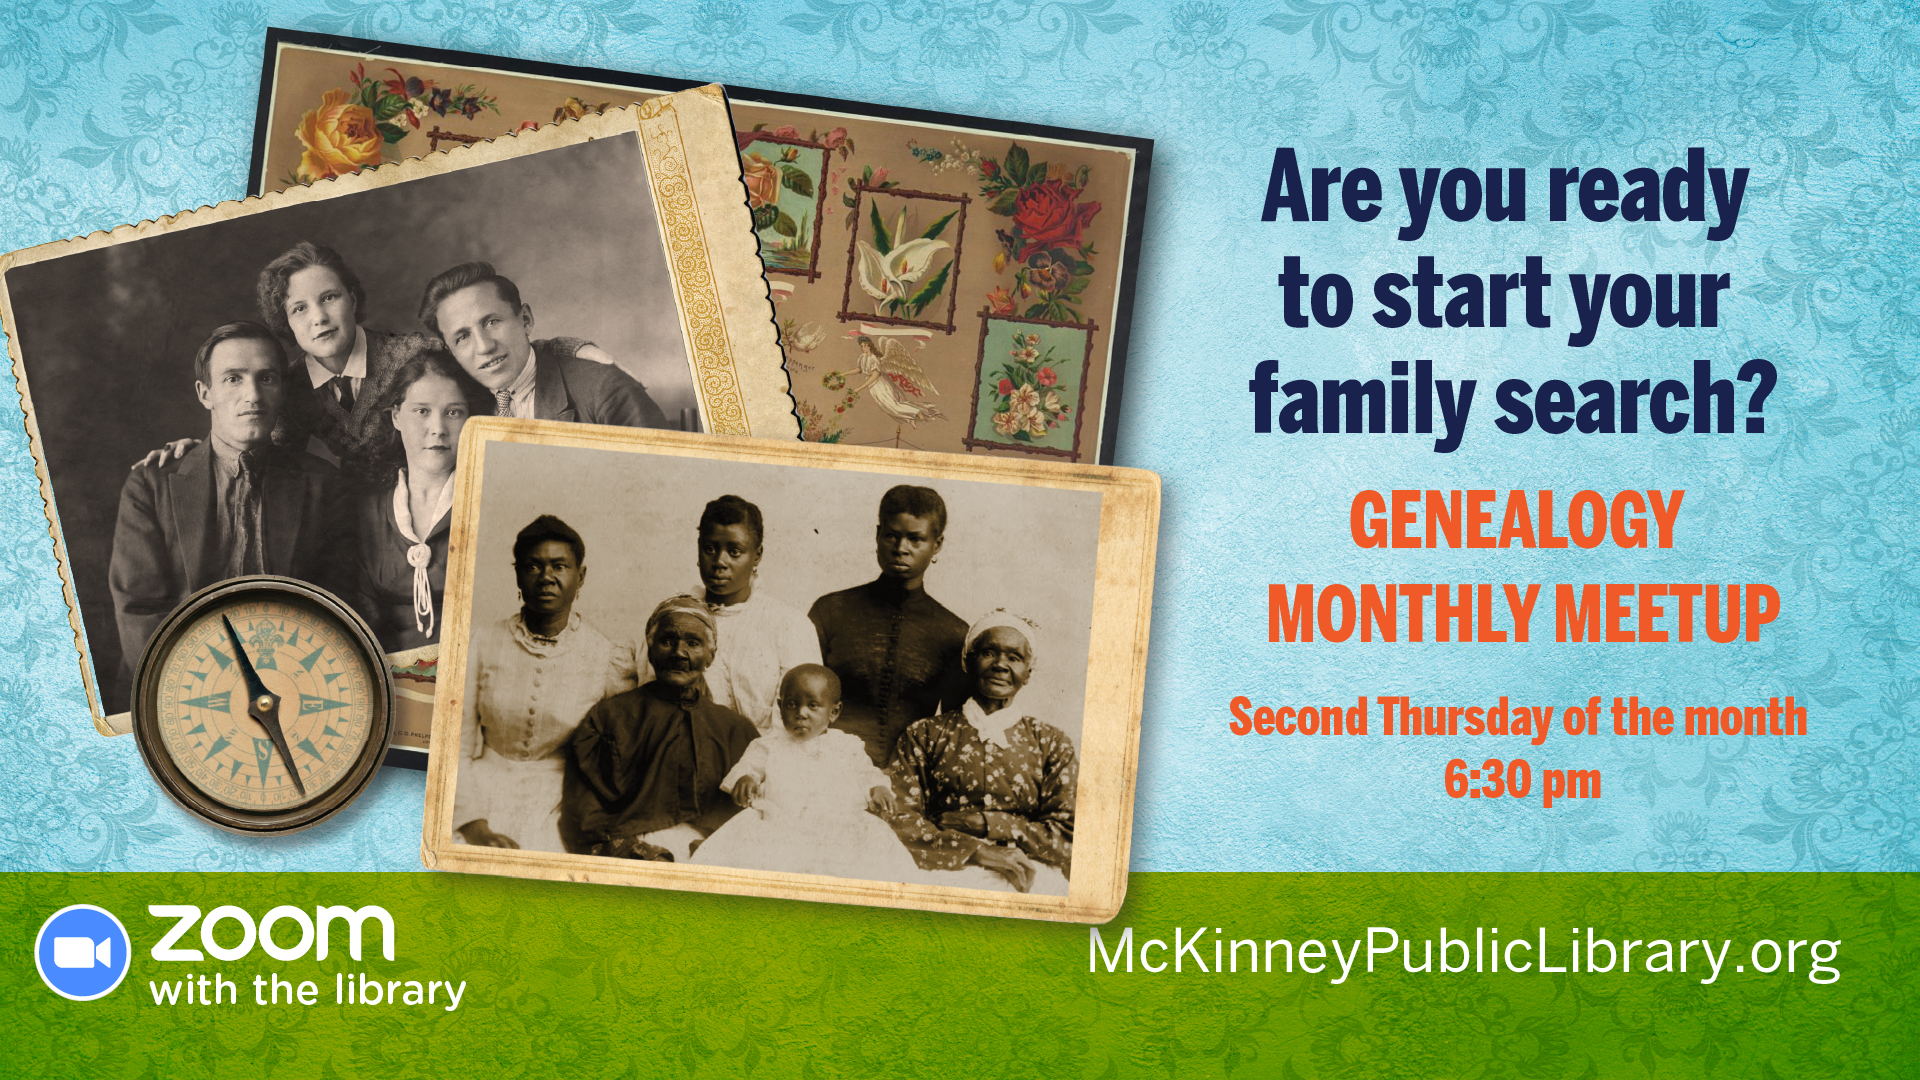 Are you ready
to start your
family search?
GENEALOGY
MONTHLY MEETUP
Second Thursday of the month
6:30 pm
zoom
with the library
McKinneyPublicLibrary.org
E
S
W